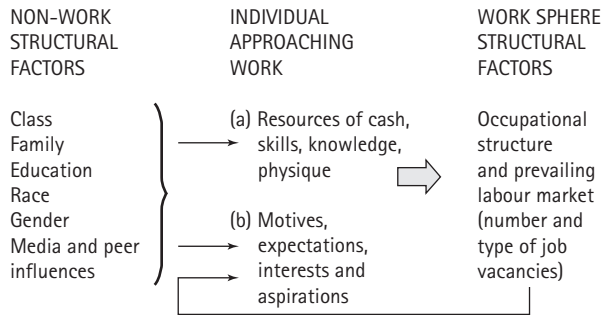 NON-WORK
STRUCTURAL
FACTORS
Class
Family
Education
Race
Gender
Media and peer
influences
INDIVIDUAL
APPROACHING
WORK
(a) Resources of cash,
skills, knowledge,
physique
(b) Motives,
expectations,
interests and
aspirations
WORK SPHERE
STRUCTURAL
FACTORS
Occupational
structure
and prevailing
labour market
(number and
type of job
vacancies)